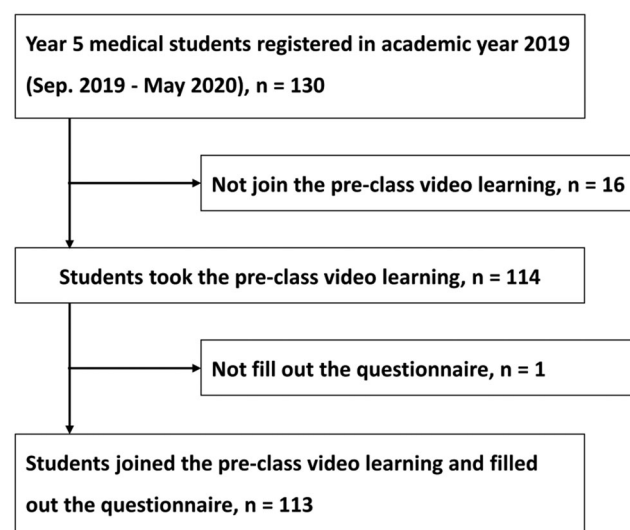 Year 5 medical students registered in academic year 2019
(Sep. 2019 - May 2020), n = 130
Not join the pre-class video learning, n = 16
Students took the pre-class video learning, n = 114
Not fill out the questionnaire, n = 1
Students joined the pre-class video learning and filled
out the questionnaire, n = 113